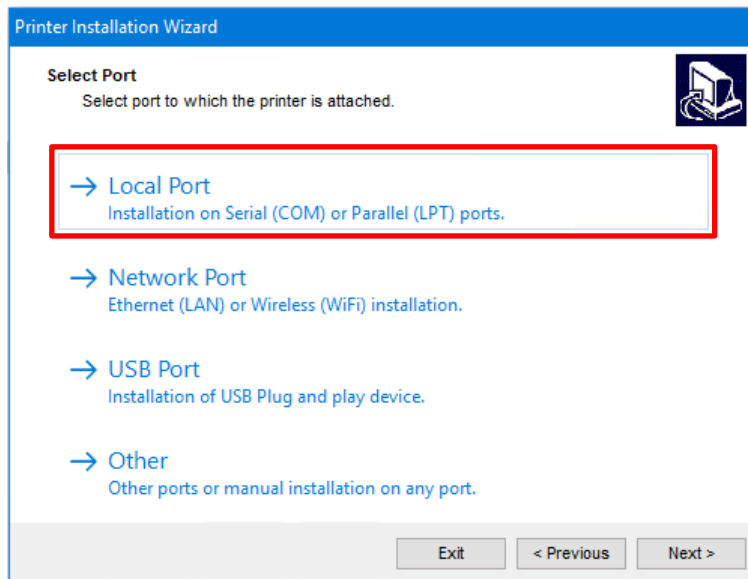 Printer Installation Wizard
Select Port
Select port to which the printer is attached.
Local Port
Installation on Serial (COM) or Parallel (LPT) ports.
Network Port
Ethernet (LAN) or Wireless (WiFi) installation.
USB Port
Installation of USB Plug and play device.
Other
Other ports or manual installation on any port.
Exit < Previous Next >